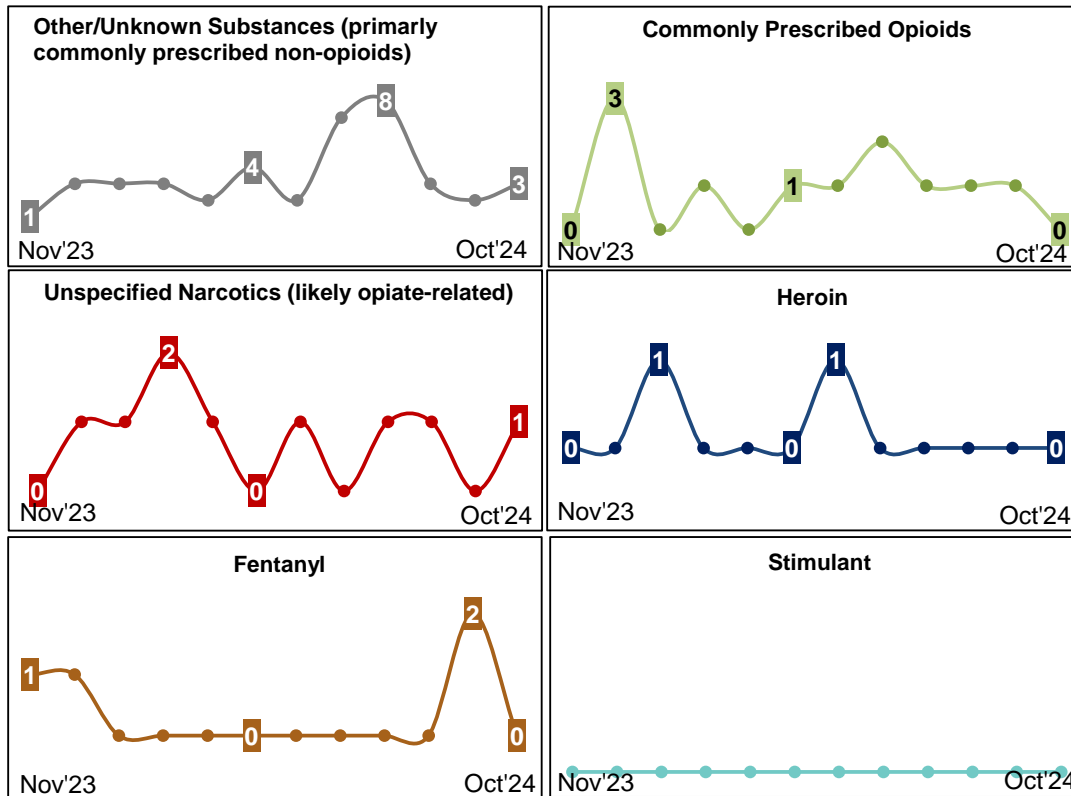 Other/Unknown Substances (primarly
commonly prescribed non-opioids)
8
4
3
1
Nov'23
Oct'24
Commonly Prescribed Opioids
3
1
0
0
Nov'23
Oct'24
Unspecified Narcotics (likely opiate-related)
2
1
0
0
Nov'23
Oct'24
Heroin
1
1
0
0
0
Nov'23
Oct'24
Fentanyl
2
1
0
0
Nov'23
Oct'24
Stimulant
Nov'23
Oct'24